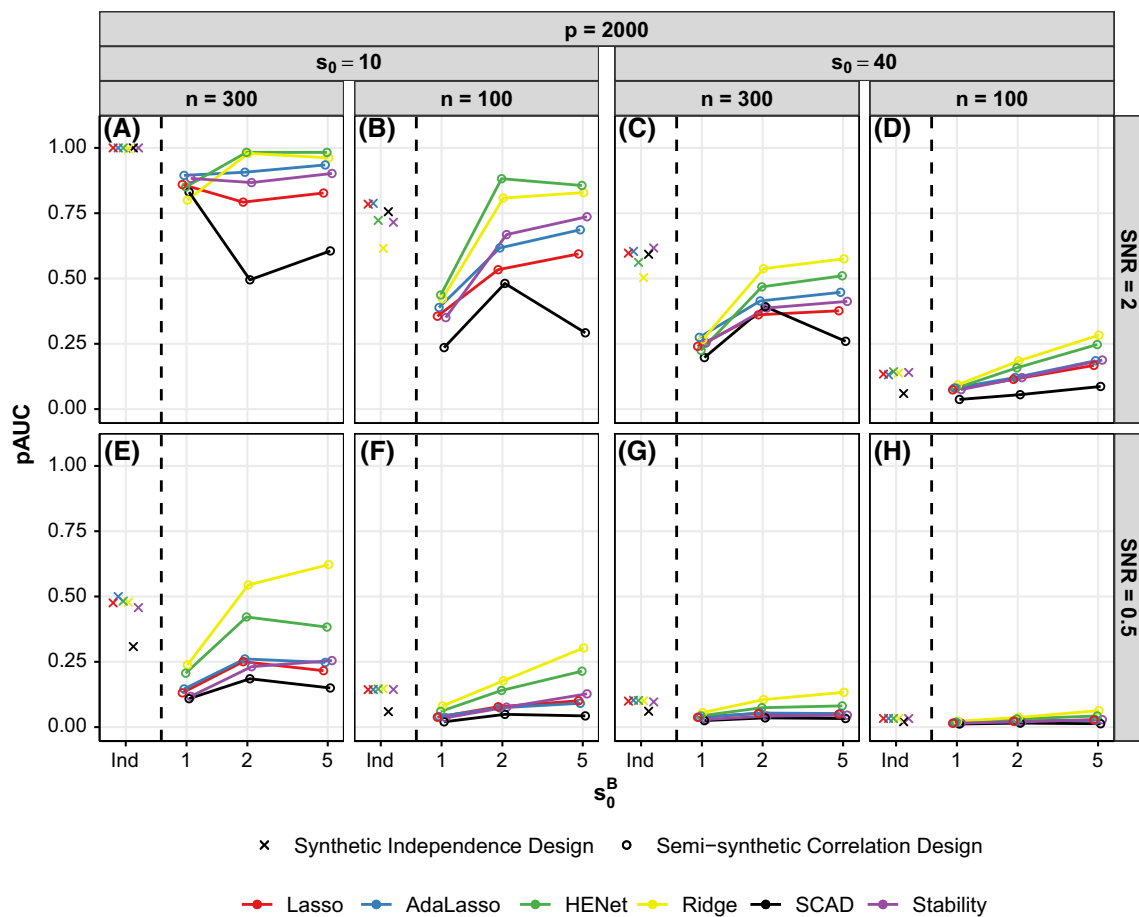 p = 2000
s₀ = 10
s₀ = 40
n = 300
n = 100
n = 300
n = 100
(A)
(B)
(C)
(D)
1.00
0.75
0.50
0.25
0.00
SNR = 2
pAUC
(E)
(F)
(G)
(H)
1.00
0.75
0.50
0.25
0.00
SNR = 0.5
Ind 1 2 5
Ind 1 2 5
Ind 1 2 5
Ind 1 2 5
s₀ᴮ
× Synthetic Independence Design o Semi−synthetic Correlation Design
Lasso AdaLasso HENet Ridge SCAD Stability